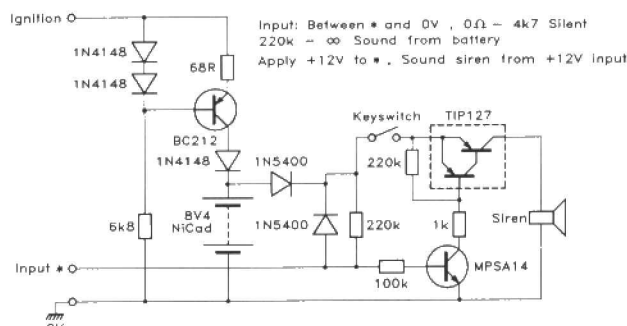 Ignition
Input: Between * and 0V , 0Ω – 4k7 Silent
220k – ∞ Sound from battery
Apply +12V to * , Sound siren from +12V input
1N4148
1N4148
68R
BC212
1N4148
1N5400
Keyswitch
TIP127
220k
6k8
8V4
NiCad
1N5400
220k
1k
Siren
Input *
100k
MPSA14
0V